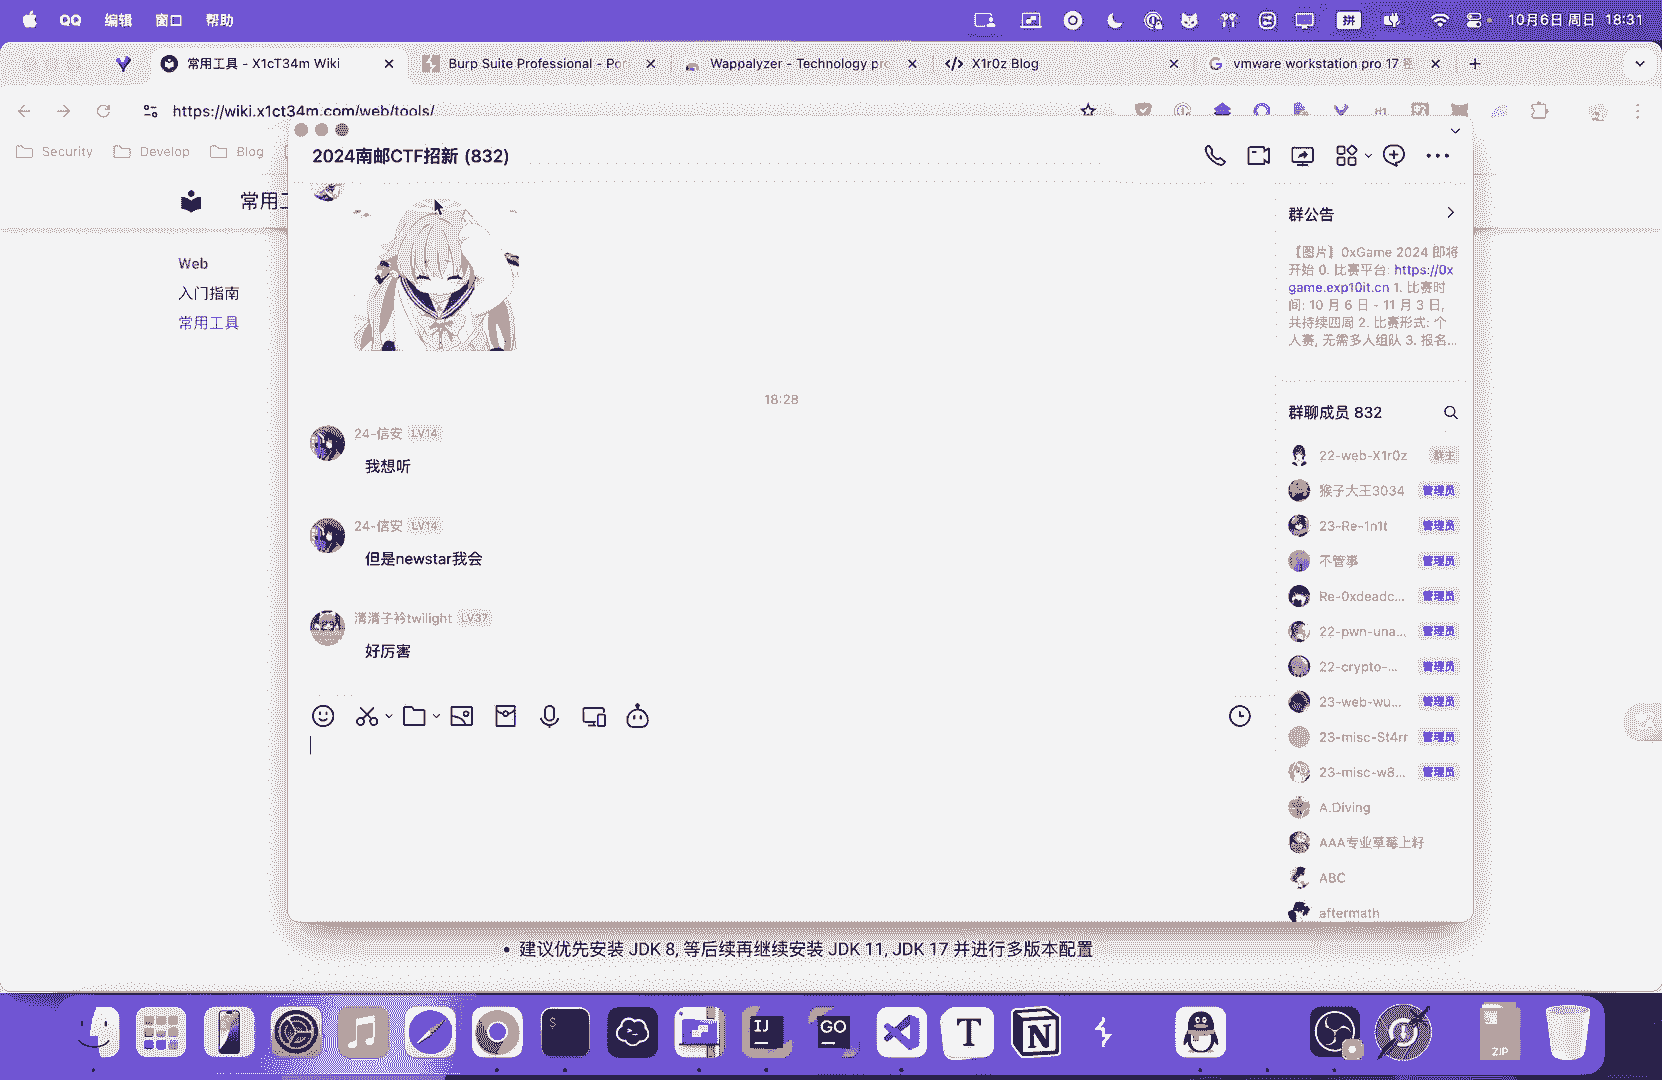 QQ 编辑 窗口 帮助 拼 10月6日 周日 18:31
常用工具 - X1cT34m Wiki Burp Suite Professional - Por Wappalyzer - Technology pro X1r0z Blog vmware workstation pro 17
https://wiki.x1ct34m.com/web/tools/
Security Develop Blog
常用工
Web
入门指南
常用工具
2024南邮CTF招新 (832)
18:28
24-信安 LV14
我想听
24-信安 LV14
但是newstar我会
清清子衿twilight LV37
好厉害
群公告
【图片】0xGame 2024 即将
开始 0. 比赛平台: https://0x
game.exp10it.cn 1. 比赛时
间: 10 月 6 日 - 11 月 3 日,
共持续四周 2. 比赛形式: 个
人赛, 无需多人组队 3. 报名...
群聊成员 832
22-web-X1r0z 群主
猴子大王3034 管理员
23-Re-1n1t 管理员
不管事 管理员
Re-0xdeadc... 管理员
22-pwn-una... 管理员
22-crypto-... 管理员
23-web-wu... 管理员
23-misc-St4rr 管理员
23-misc-w8... 管理员
A.Diving
AAA专业草莓上籽
ABC
aftermath
建议优先安装 JDK 8, 等后续再继续安装 JDK 11, JDK 17 并进行多版本配置
$ IJ GO T N ZIP